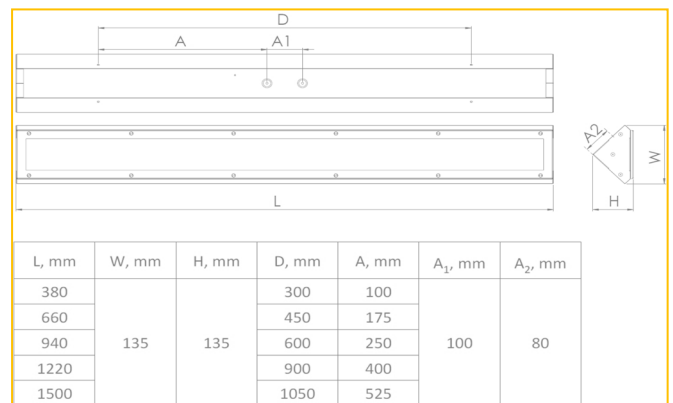 D
A A1
A2
W
L
H
L, mm W, mm H, mm D, mm A, mm A₁, mm A₂, mm
380 300 100
660 450 175
940 135 135 600 250 100 80
1220 900 400
1500 1050 525